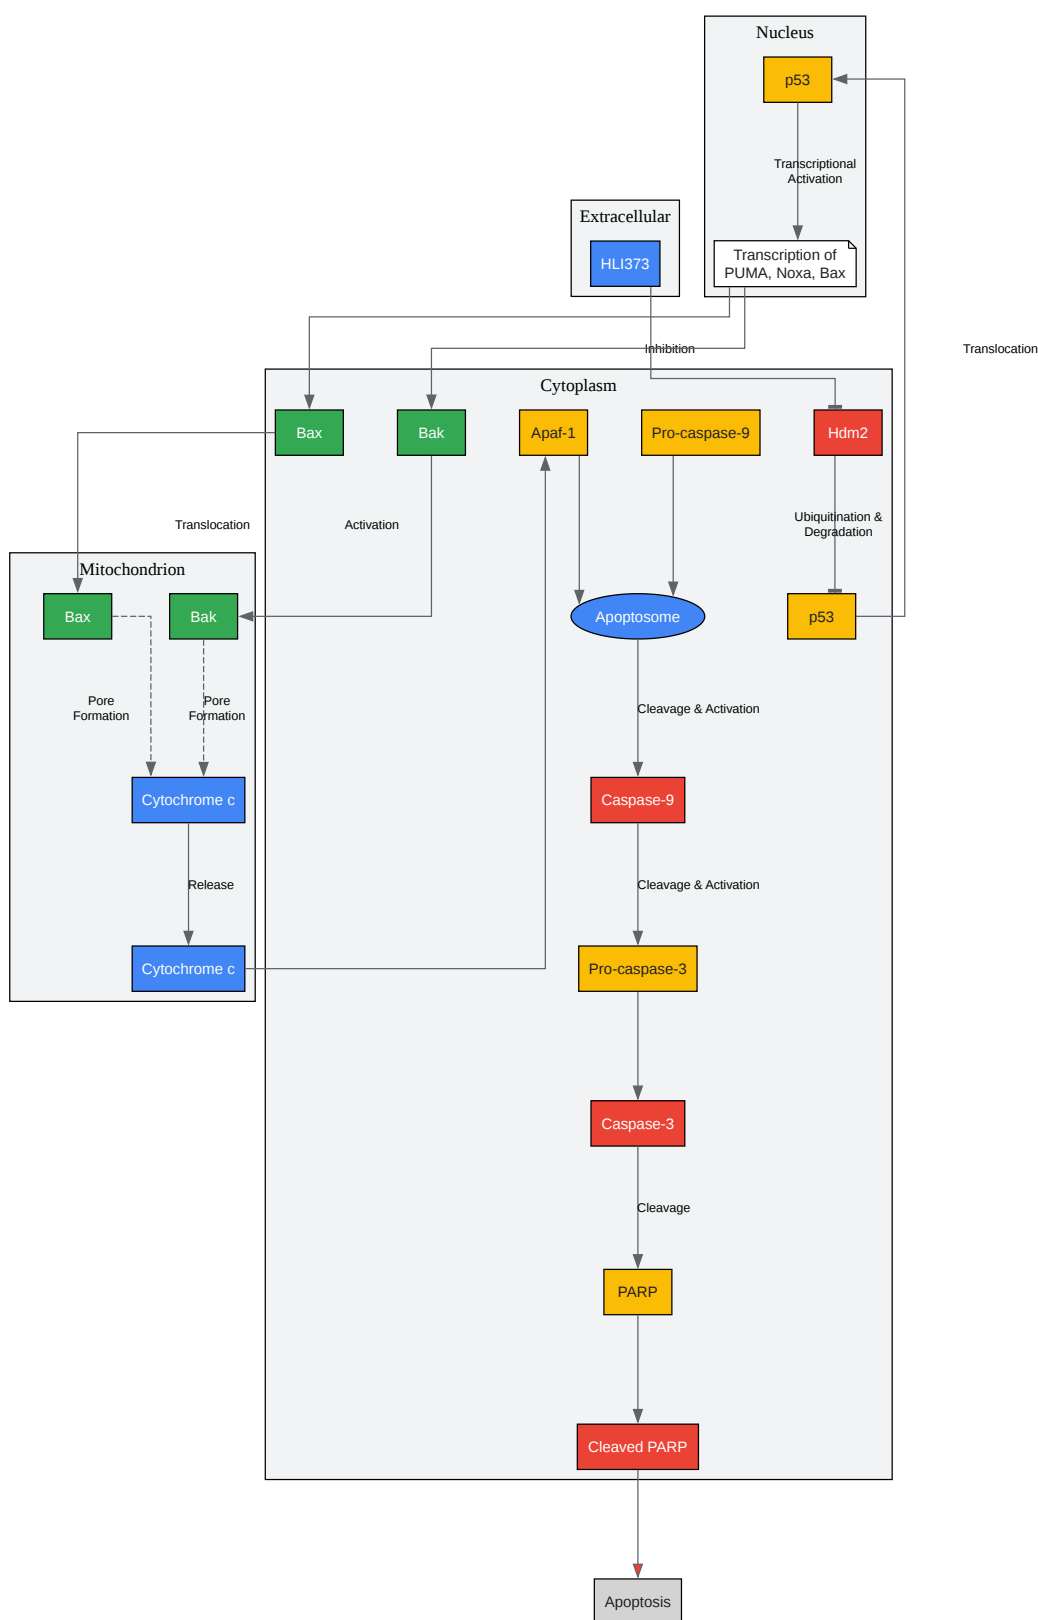 Nucleus
p53
Transcriptional
Activation
Extracellular
HLI373
Transcription of
PUMA, Noxa, Bax
Inhibition
Translocation
Cytoplasm
Bax
Bak
Apaf-1
Pro-caspase-9
Hdm2
Translocation
Activation
Ubiquitination &
Degradation
Mitochondrion
Bax
Bak
Apoptosome
p53
Pore
Formation
Pore
Formation
Cleavage & Activation
Cytochrome c
Caspase-9
Release
Cleavage & Activation
Cytochrome c
Pro-caspase-3
Caspase-3
Cleavage
PARP
Cleaved PARP
Apoptosis